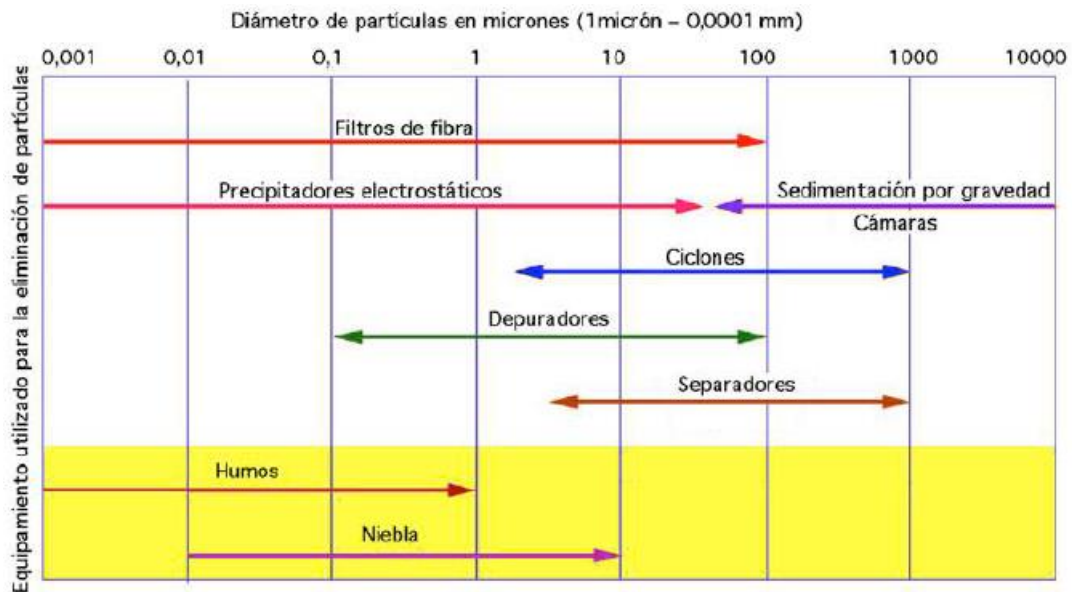 Diámetro de partículas en micrones (1micrón – 0,0001 mm)
0,001 0,01 0,1 1 10 100 1000 10000
Equipamiento utilizado para la eliminación de partículas
Filtros de fibra
Precipitadores electrostáticos
Sedimentación por gravedad
Cámaras
Ciclones
Depuradores
Separadores
Humos
Niebla